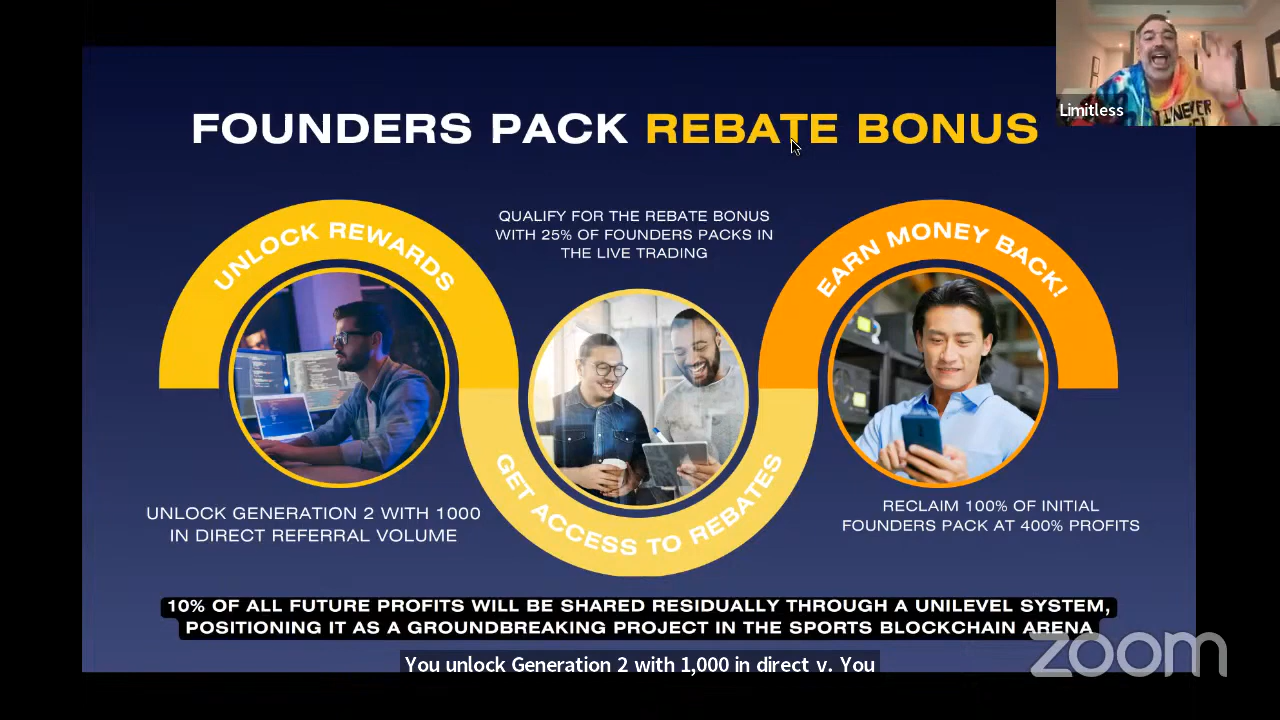 Limitless
FOUNDERS PACK REBATE BONUS
UNLOCK REWARDS
QUALIFY FOR THE REBATE BONUS
WITH 25% OF FOUNDERS PACKS IN
THE LIVE TRADING
EARN MONEY BACK!
GET ACCESS TO REBATES
UNLOCK GENERATION 2 WITH 1000
IN DIRECT REFERRAL VOLUME
RECLAIM 100% OF INITIAL
FOUNDERS PACK AT 400% PROFITS
10% OF ALL FUTURE PROFITS WILL BE SHARED RESIDUALLY THROUGH A UNILEVEL SYSTEM,
POSITIONING IT AS A GROUNDBREAKING PROJECT IN THE SPORTS BLOCKCHAIN ARENA
You unlock Generation 2 with 1,000 in direct v. You
zoom